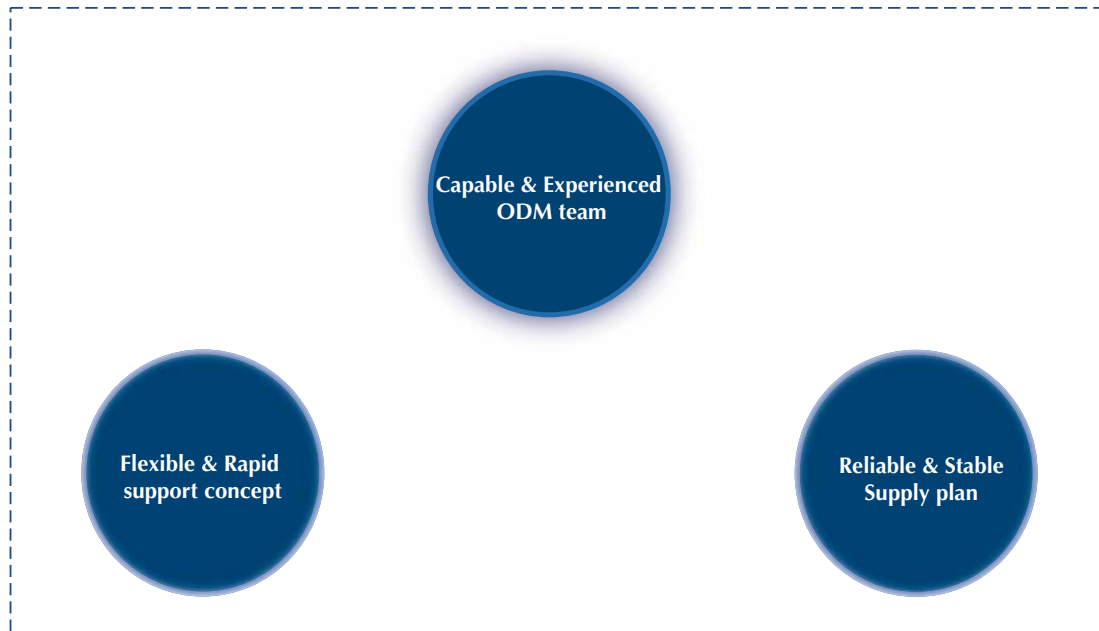 Capable & Experienced
ODM team
Flexible & Rapid
support concept
Reliable & Stable
Supply plan